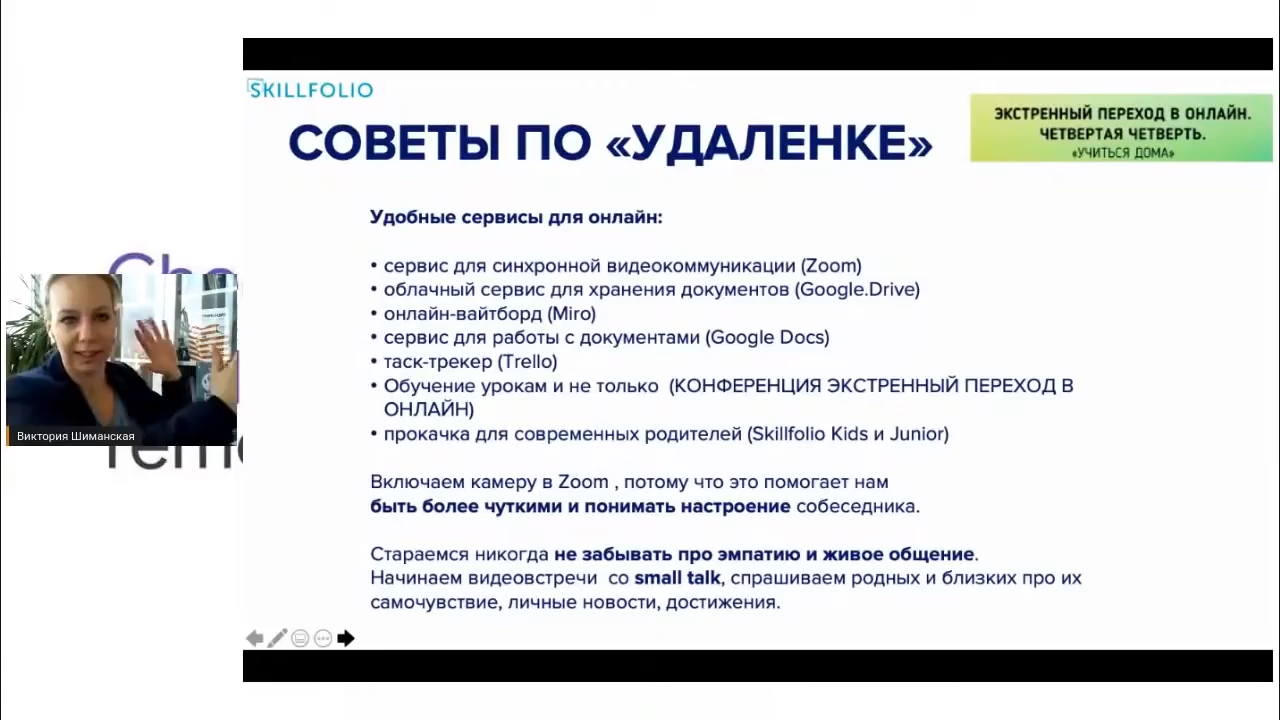 SKILLFOLIO
СОВЕТЫ ПО «УДАЛЕНКЕ»
ЭКСТРЕННЫЙ ПЕРЕХОД В ОНЛАЙН.
ЧЕТВЕРТАЯ ЧЕТВЕРТЬ.
«УЧИТЬСЯ ДОМА»
Удобные сервисы для онлайн:
• сервис для синхронной видеокоммуникации (Zoom)
• облачный сервис для хранения документов (Google.Drive)
• онлайн-вайтборд (Miro)
• сервис для работы с документами (Google Docs)
• таск-трекер (Trello)
• Обучение урокам и не только (КОНФЕРЕНЦИЯ ЭКСТРЕННЫЙ ПЕРЕХОД В
ОНЛАЙН)
• прокачка для современных родителей (Skillfolio Kids и Junior)
Включаем камеру в Zoom , потому что это помогает нам
быть более чуткими и понимать настроение собеседника.
Стараемся никогда не забывать про эмпатию и живое общение.
Начинаем видеовстречи со small talk, спрашиваем родных и близких про их
самочувствие, личные новости, достижения.
Виктория Шиманская